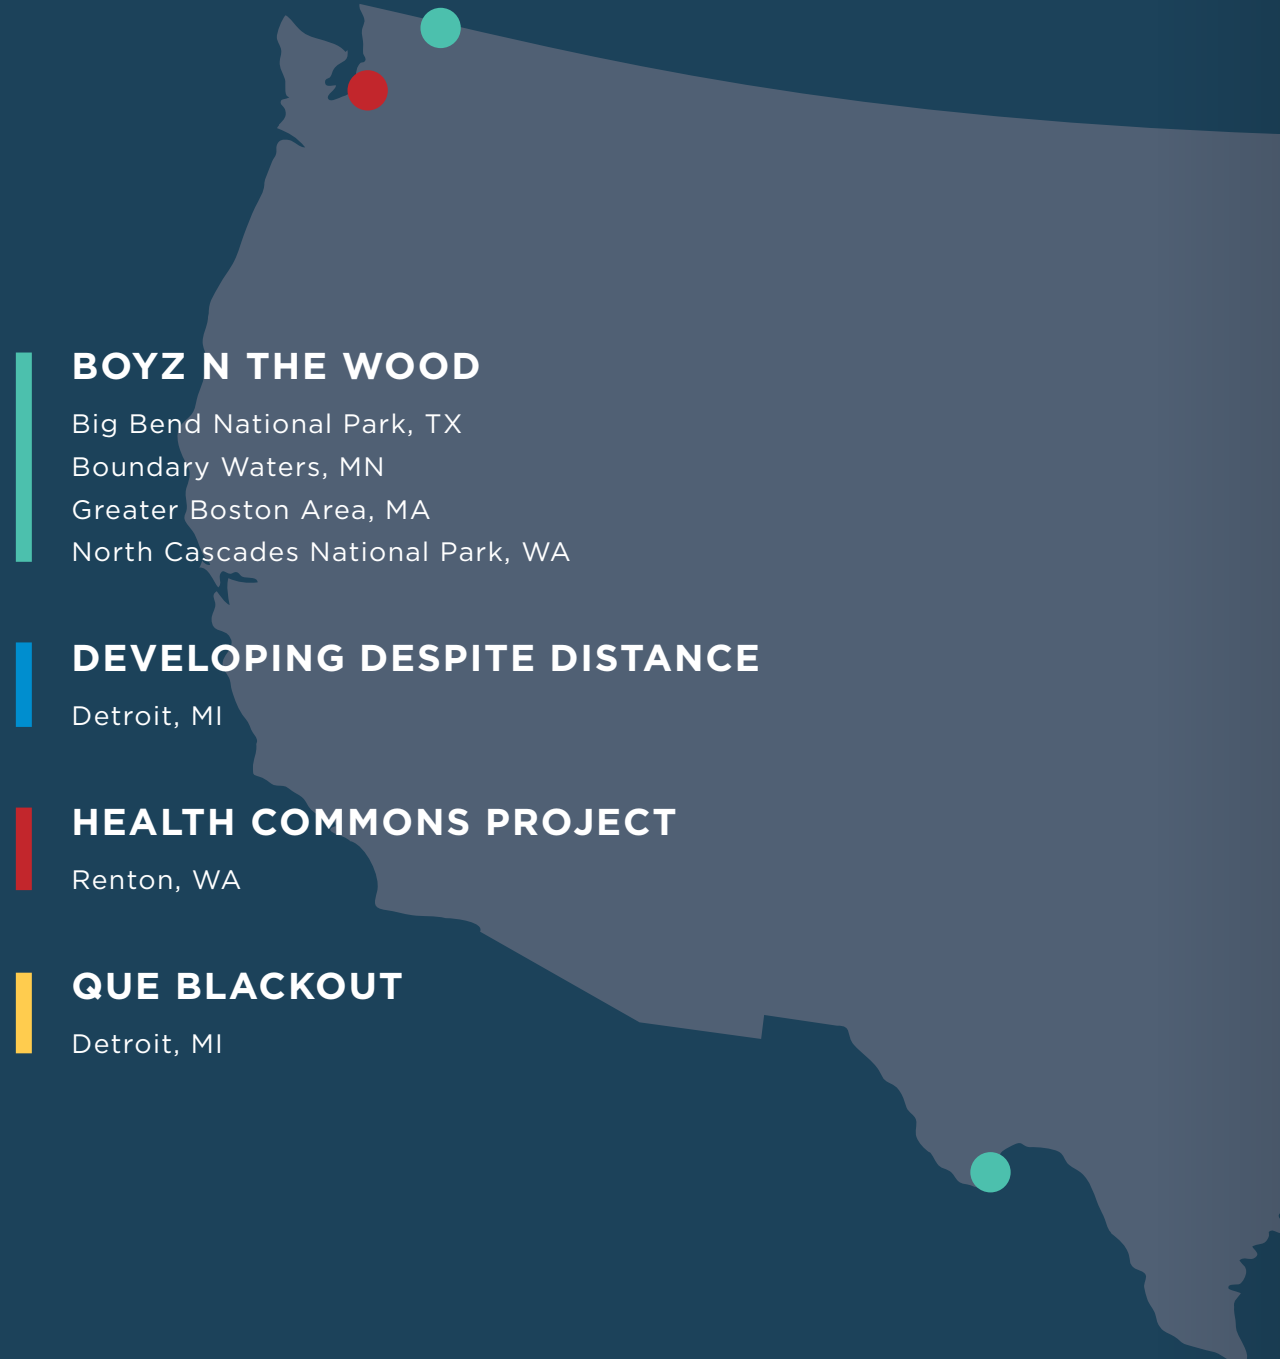 BOYZ N THE WOOD
Big Bend National Park, TX
Boundary Waters, MN
Greater Boston Area, MA
North Cascades National Park, WA
DEVELOPING DESPITE DISTANCE
Detroit, MI
HEALTH COMMONS PROJECT
Renton, WA
QUE BLACKOUT
Detroit, MI